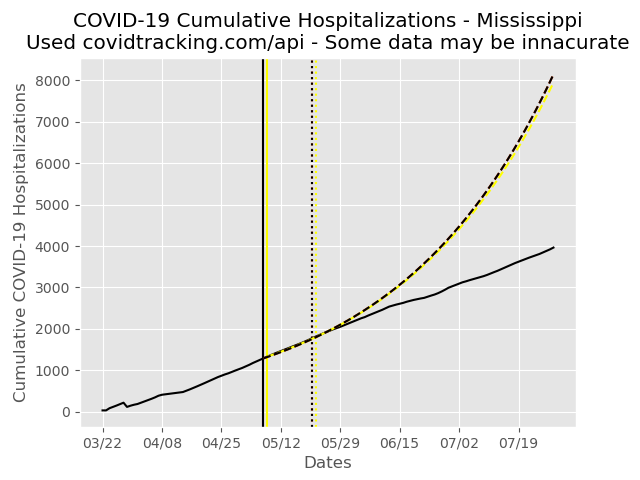 COVID-19 Cumulative Hospitalizations - Mississippi
Used covidtracking.com/api - Some data may be innacurate
Cumulative COVID-19 Hospitalizations
8000
7000
6000
5000
4000
3000
2000
1000
0
03/22 04/08 04/25 05/12 05/29 06/15 07/02 07/19
Dates